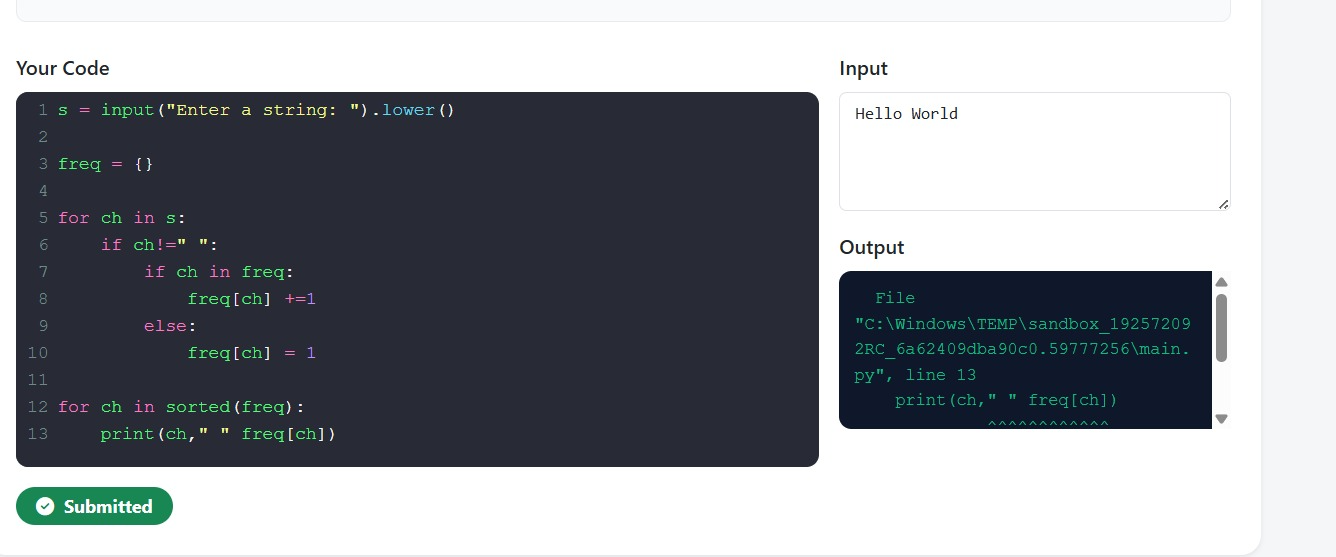 Your Code
1 s = input("Enter a string: ").lower()
2
3 freq = {}
4
5 for ch in s:
6     if ch!=" ":
7         if ch in freq:
8             freq[ch] +=1
9         else:
10             freq[ch] = 1
11
12 for ch in sorted(freq):
13     print(ch," " freq[ch])
Submitted
Input
Hello World
Output
  File
"C:\Windows\TEMP\sandbox_19257209
2RC_6a62409dba90c0.59777256\main.
py", line 13
    print(ch," " freq[ch])
             ^^^^^^^^^^^^